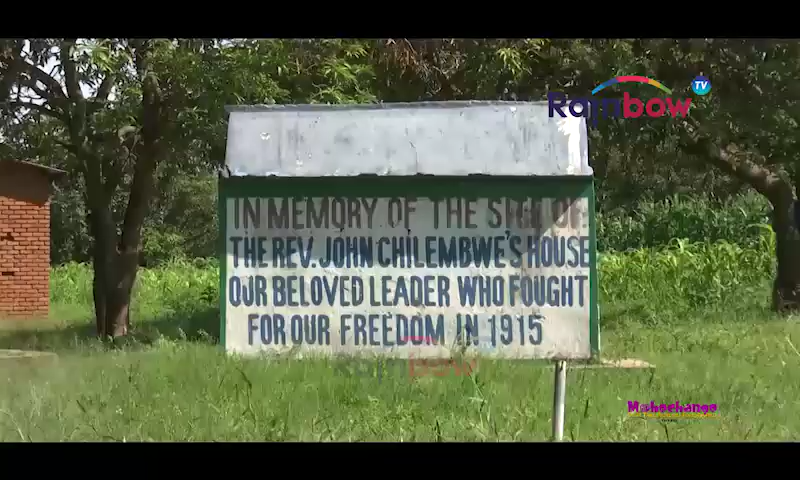 Rainbow TV
IN MEMORY OF THE SITE OF
THE REV. JOHN CHILEMBWE'S HOUSE
OUR BELOVED LEADER WHO FOUGHT
FOR OUR FREEDOM IN 1915
Rainbow